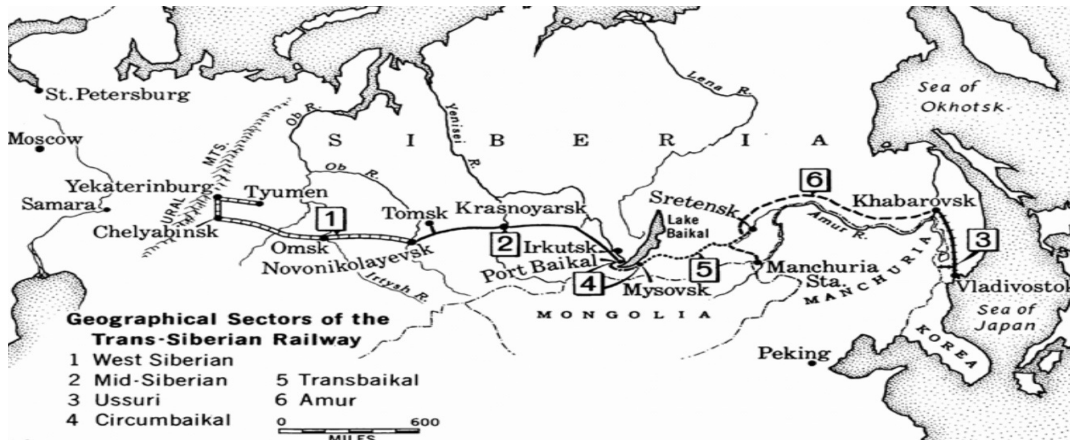 St. Petersburg
Moscow
Samara
URAL MTS.
Yekaterinburg
Tyumen
Chelyabinsk
Ob R.
Ob R.
SIBERIA
Omsk
Novonikolayevsk
Irtysh R.
Tomsk
Krasnoyarsk
Yenisei R.
Lena R.
Irkutsk
Port Baikal
Lake Baikal
Mysovsk
Sretensk
MONGOLIA
Manchuria Sta.
MANCHURIA
Amur R.
Khabarovsk
Vladivostok
Sea of Okhotsk
Sea of Japan
KOREA
Peking
1
2
3
4
5
6
Geographical Sectors of the
Trans-Siberian Railway
1 West Siberian
2 Mid-Siberian
3 Ussuri
4 Circumbaikal
5 Transbaikal
6 Amur
0 600
MILES